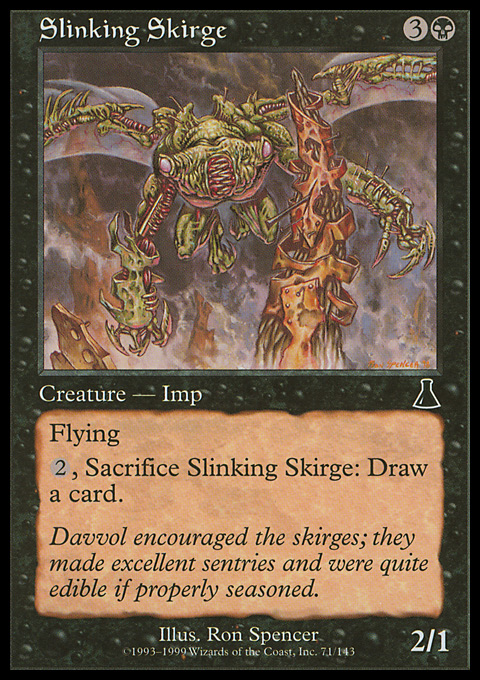 Slinking Skirge 3
Creature — Imp
Flying
2, Sacrifice Slinking Skirge: Draw
a card.
Davvol encouraged the skirges; they
made excellent sentries and were quite
edible if properly seasoned.
Illus. Ron Spencer
2/1
©1993–1999 Wizards of the Coast, Inc. 71/143